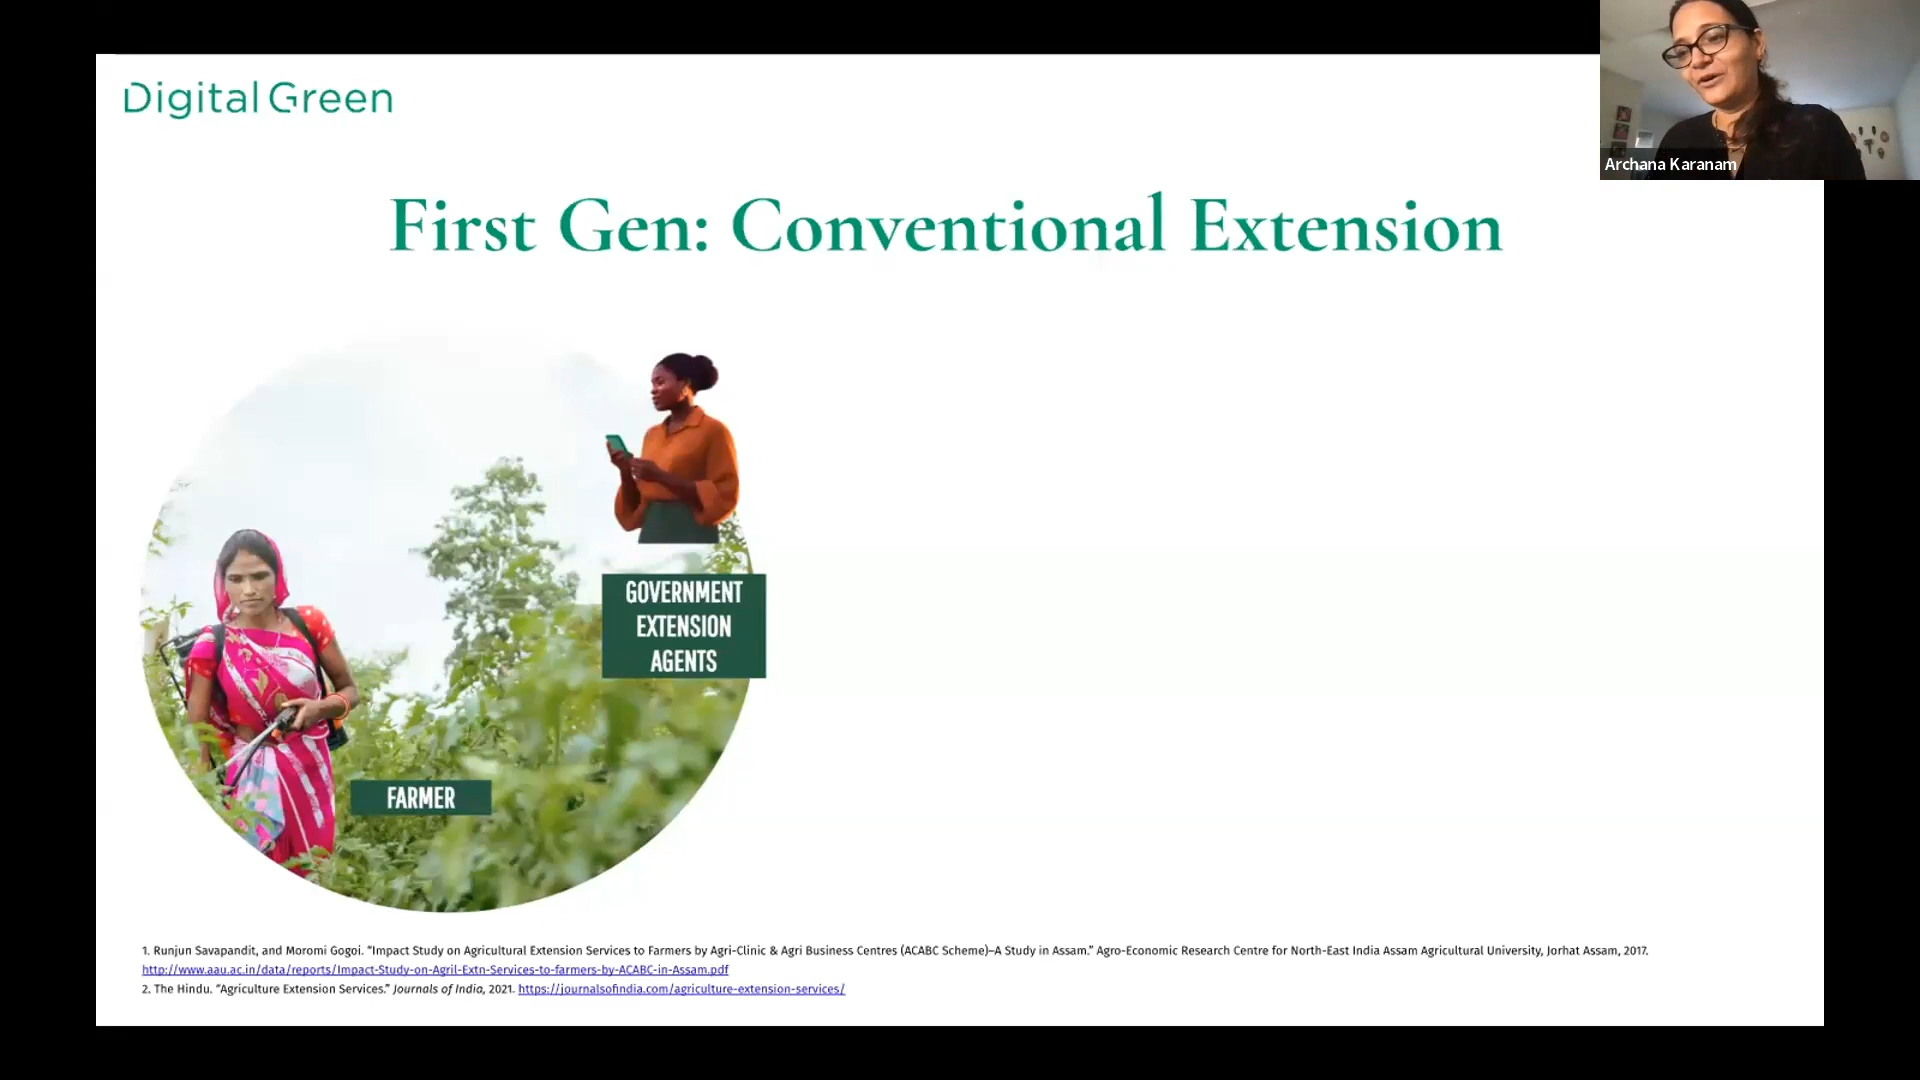 Digital Green
Archana Karanam
First Gen: Conventional Extension
GOVERNMENT
EXTENSION
AGENTS
FARMER
1. Runjun Savapandit, and Moromi Gogoi. “Impact Study on Agricultural Extension Services to Farmers by Agri-Clinic & Agri Business Centres (ACABC Scheme)–A Study in Assam.” Agro-Economic Research Centre for North-East India Assam Agricultural University, Jorhat Assam, 2017.
http://www.aau.ac.in/data/reports/Impact-Study-on-Agril-Extn-Services-to-farmers-by-ACABC-in-Assam.pdf
2. The Hindu. “Agriculture Extension Services.” Journals of India, 2021. https://journalsofindia.com/agriculture-extension-services/